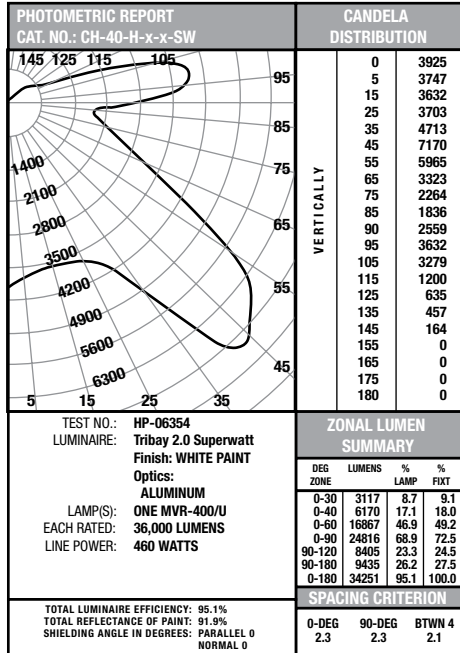 PHOTOMETRIC REPORT
CAT. NO.: CH-40-H-x-x-SW
145 125 115 105
95
85
75
65
55
45
5 15 25 35
1400
2100
2800
3500
4200
4900
5600
6300
CANDELA
DISTRIBUTION
VERTICALLY
0 3925
5 3747
15 3632
25 3703
35 4713
45 7170
55 5965
65 3323
75 2264
85 1836
90 2559
95 3632
105 3279
115 1200
125 635
135 457
145 164
155 0
165 0
175 0
180 0
TEST NO.: HP-06354
LUMINAIRE: Tribay 2.0 Superwatt
Finish: WHITE PAINT
Optics:
ALUMINUM
LAMP(S): ONE MVR-400/U
EACH RATED: 36,000 LUMENS
LINE POWER: 460 WATTS
TOTAL LUMINAIRE EFFICIENCY: 95.1%
TOTAL REFLECTANCE OF PAINT: 91.9%
SHIELDING ANGLE IN DEGREES: PARALLEL 0
NORMAL 0
ZONAL LUMEN
SUMMARY
DEG LUMENS % %
ZONE LAMP FIXT
0-30 3117 8.7 9.1
0-40 6170 17.1 18.0
0-60 16867 46.9 49.2
0-90 24816 68.9 72.5
90-120 8405 23.3 24.5
90-180 9435 26.2 27.5
0-180 34251 95.1 100.0
SPACING CRITERION
0-DEG 90-DEG BTWN 4
2.3 2.3 2.1